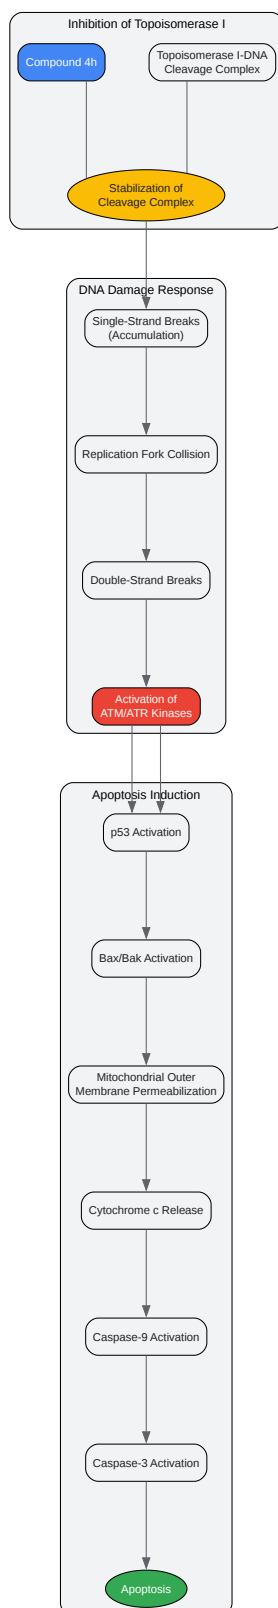 Inhibition of Topoisomerase I
Compound 4h
Topoisomerase I-DNA
Cleavage Complex
Stabilization of
Cleavage Complex
DNA Damage Response
Single-Strand Breaks
(Accumulation)
Replication Fork Collision
Double-Strand Breaks
Activation of
ATM/ATR Kinases
Apoptosis Induction
p53 Activation
Bax/Bak Activation
Mitochondrial Outer
Membrane Permeabilization
Cytochrome c Release
Caspase-9 Activation
Caspase-3 Activation
Apoptosis